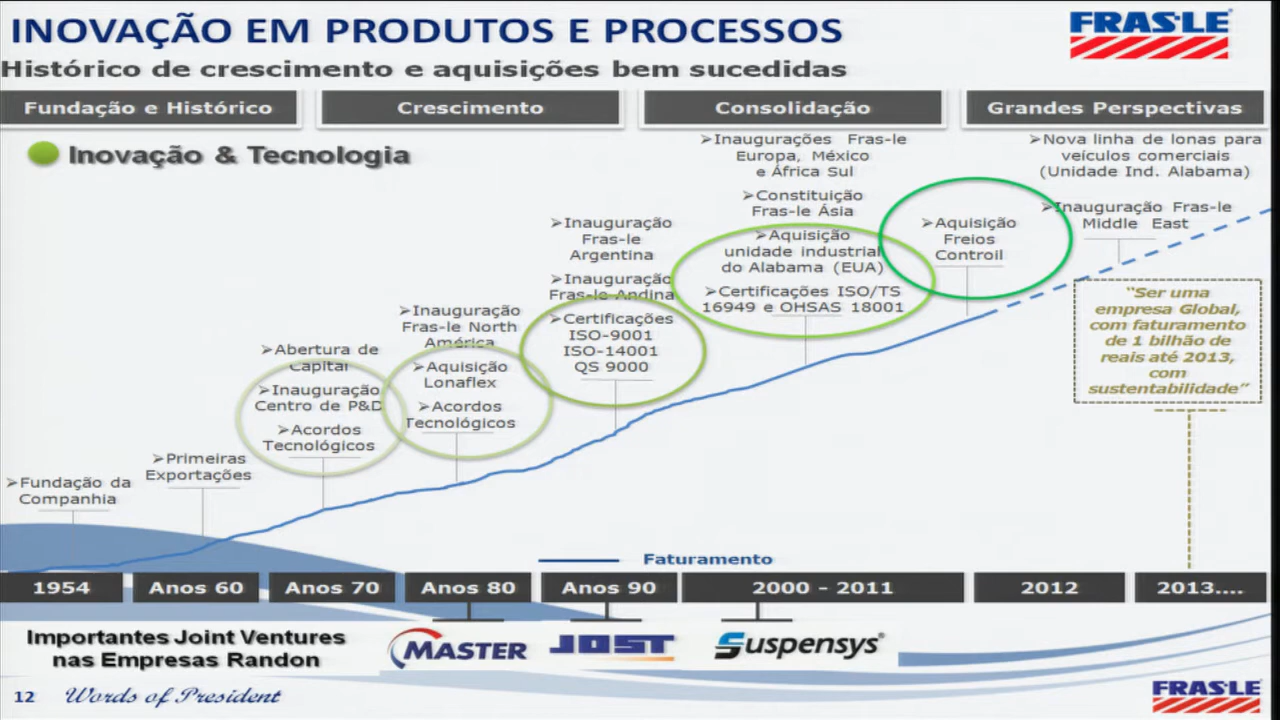 INOVAÇÃO EM PRODUTOS E PROCESSOS
FRAS-LE
Histórico de crescimento e aquisições bem sucedidas
Fundação e Histórico
Crescimento
Consolidação
Grandes Perspectivas
Inovação & Tecnologia
➢Fundação da
Companhia
➢Primeiras
Exportações
➢Abertura de
Capital
➢Inauguração
Centro de P&D
➢Acordos
Tecnológicos
➢Inauguração
Fras-le North
América
➢Aquisição
Lonaflex
➢Acordos
Tecnológicos
➢Inauguração
Fras-le
Argentina
➢Inauguração
Fras-le Andina
➢Certificações
ISO-9001
ISO-14001
QS 9000
➢Inaugurações Fras-le
Europa, México
e África Sul
➢Constituição
Fras-le Ásia
➢Aquisição
unidade industrial
do Alabama (EUA)
➢Certificações ISO/TS
16949 e OHSAS 18001
➢Aquisição
Freios
Controil
➢Nova linha de lonas para
veículos comerciais
(Unidade Ind. Alabama)
➢Inauguração Fras-le
Middle East
“Ser uma
empresa Global,
com faturamento
de 1 bilhão de
reais até 2013,
com
sustentabilidade”
Faturamento
1954
Anos 60
Anos 70
Anos 80
Anos 90
2000 - 2011
2012
2013....
Importantes Joint Ventures
nas Empresas Randon
MASTER
JOST
Suspensys
12
Words of President
FRAS-LE